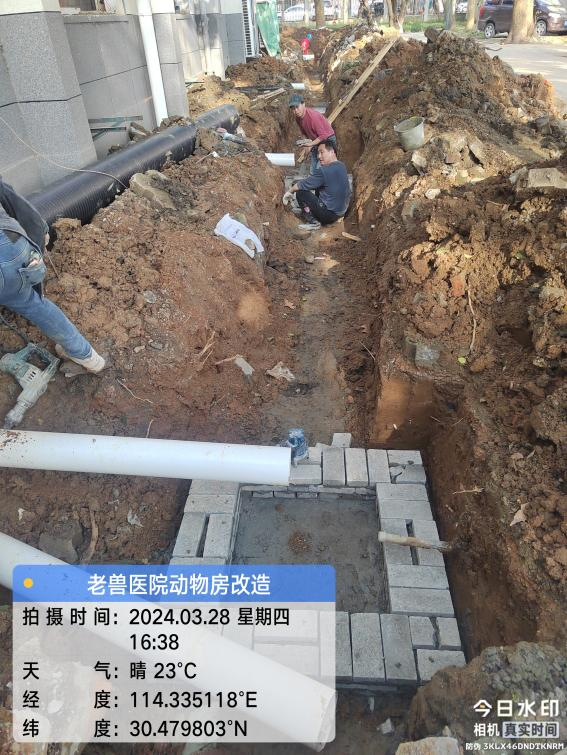 老兽医院动物房改造
拍摄时间：2024.03.28 星期四
16:38
天 气：晴 23°C
经 度：114.335118°E
纬 度：30.479803°N
今日水印
相机 真实时间
防伪 3KLX46DNDTKNRM